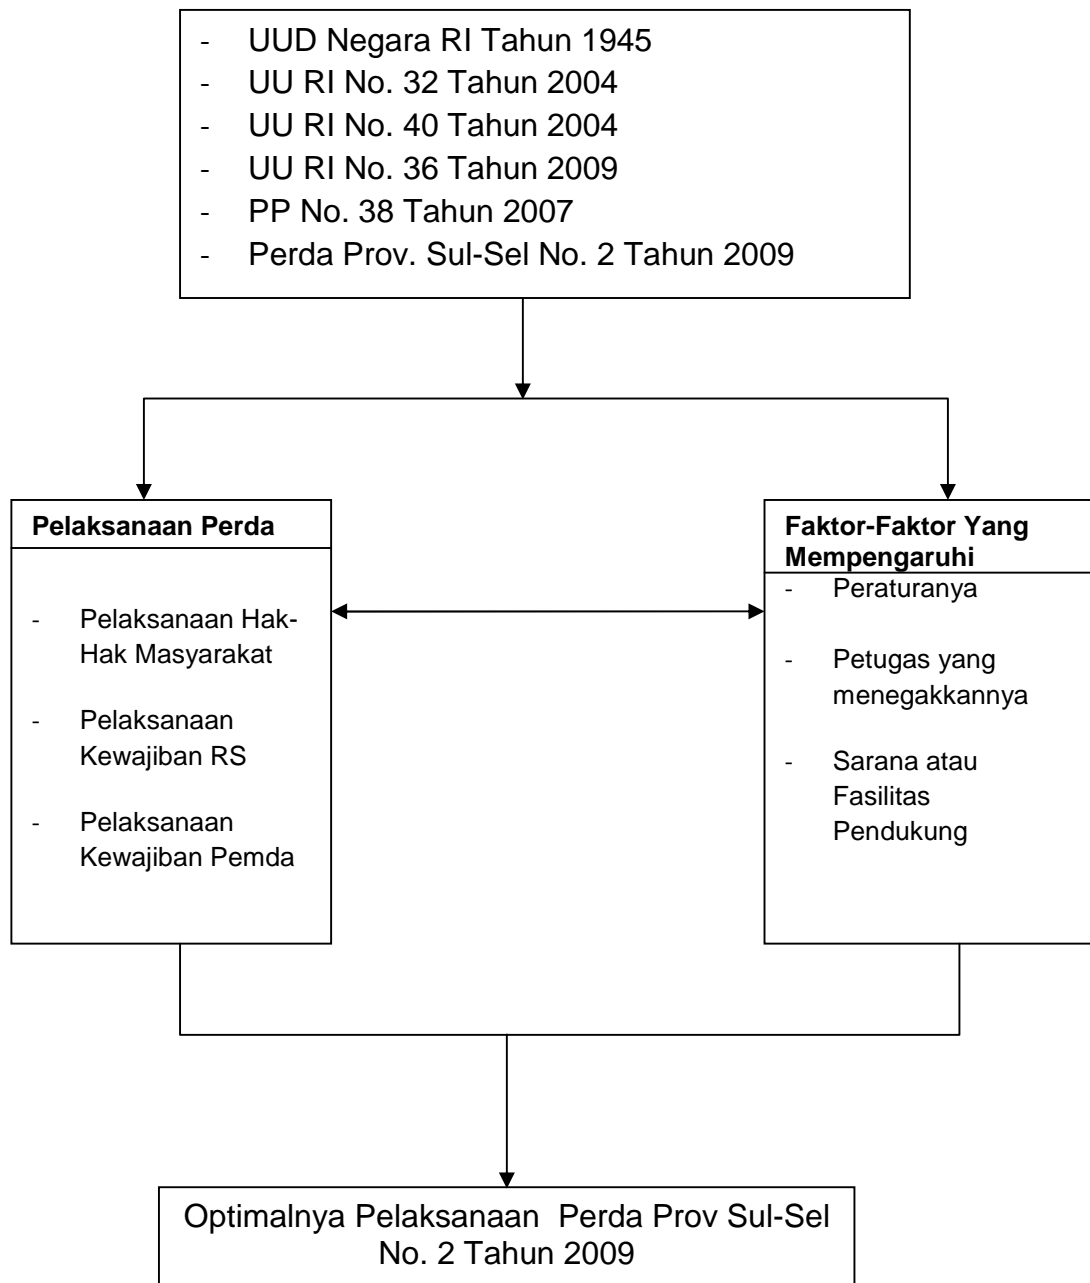 - UUD Negara RI Tahun 1945
- UU RI No. 32 Tahun 2004
- UU RI No. 40 Tahun 2004
- UU RI No. 36 Tahun 2009
- PP No. 38 Tahun 2007
- Perda Prov. Sul-Sel No. 2 Tahun 2009
Pelaksanaan Perda
- Pelaksanaan Hak-
Hak Masyarakat
- Pelaksanaan
Kewajiban RS
- Pelaksanaan
Kewajiban Pemda
Faktor-Faktor Yang
Mempengaruhi
- Peraturanya
- Petugas yang
menegakkannya
- Sarana atau
Fasilitas
Pendukung
Optimalnya Pelaksanaan  Perda Prov Sul-Sel
No. 2 Tahun 2009